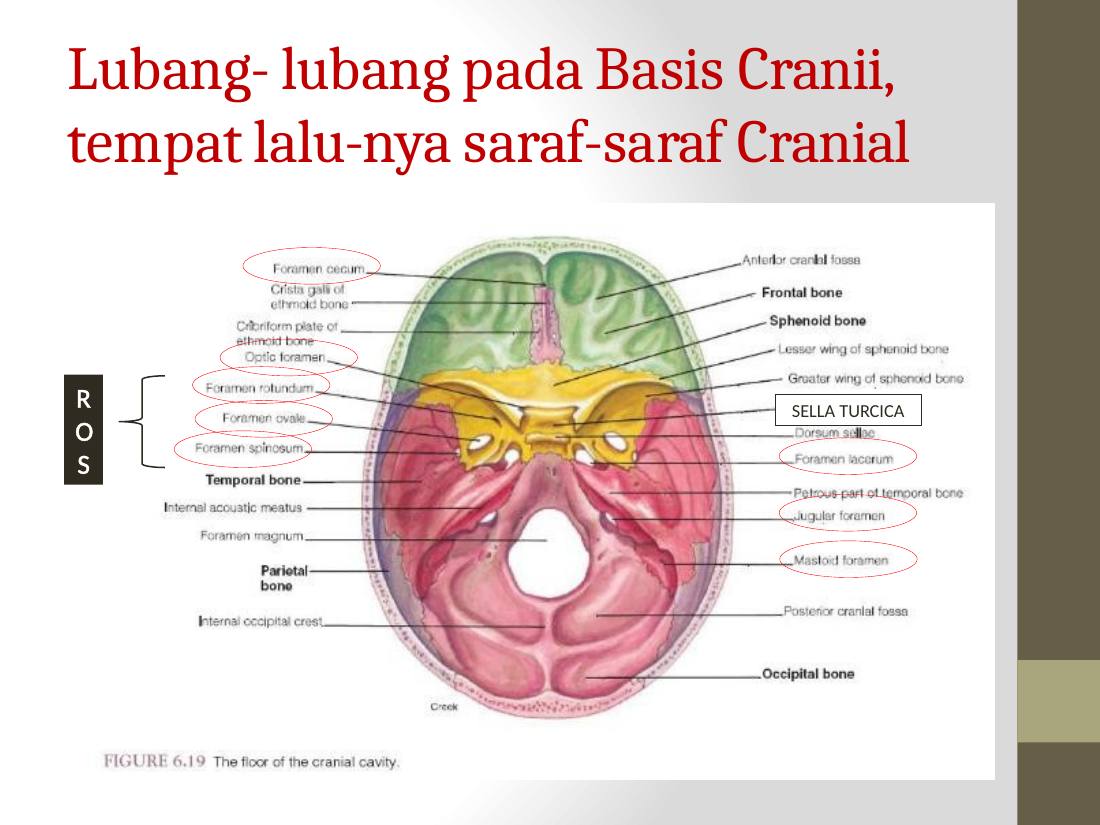 Lubang- lubang pada Basis Cranii,
tempat lalu-nya saraf-saraf Cranial
Foramen cecum
Crista galli of
ethmoid bone
Cribriform plate of
ethmoid bone
Optic foramen
Foramen rotundum
Foramen ovale
Foramen spinosum
R
O
S
Temporal bone
Internal acoustic meatus
Foramen magnum
Parietal
bone
Internal occipital crest
Anterior cranial fossa
Frontal bone
Sphenoid bone
Lesser wing of sphenoid bone
Greater wing of sphenoid bone
SELLA TURCICA
Dorsum sellae
Foramen lacerum
Petrous part of temporal bone
Jugular foramen
Mastoid foramen
Posterior cranial fossa
Occipital bone
Creek
FIGURE 6.19 The floor of the cranial cavity.